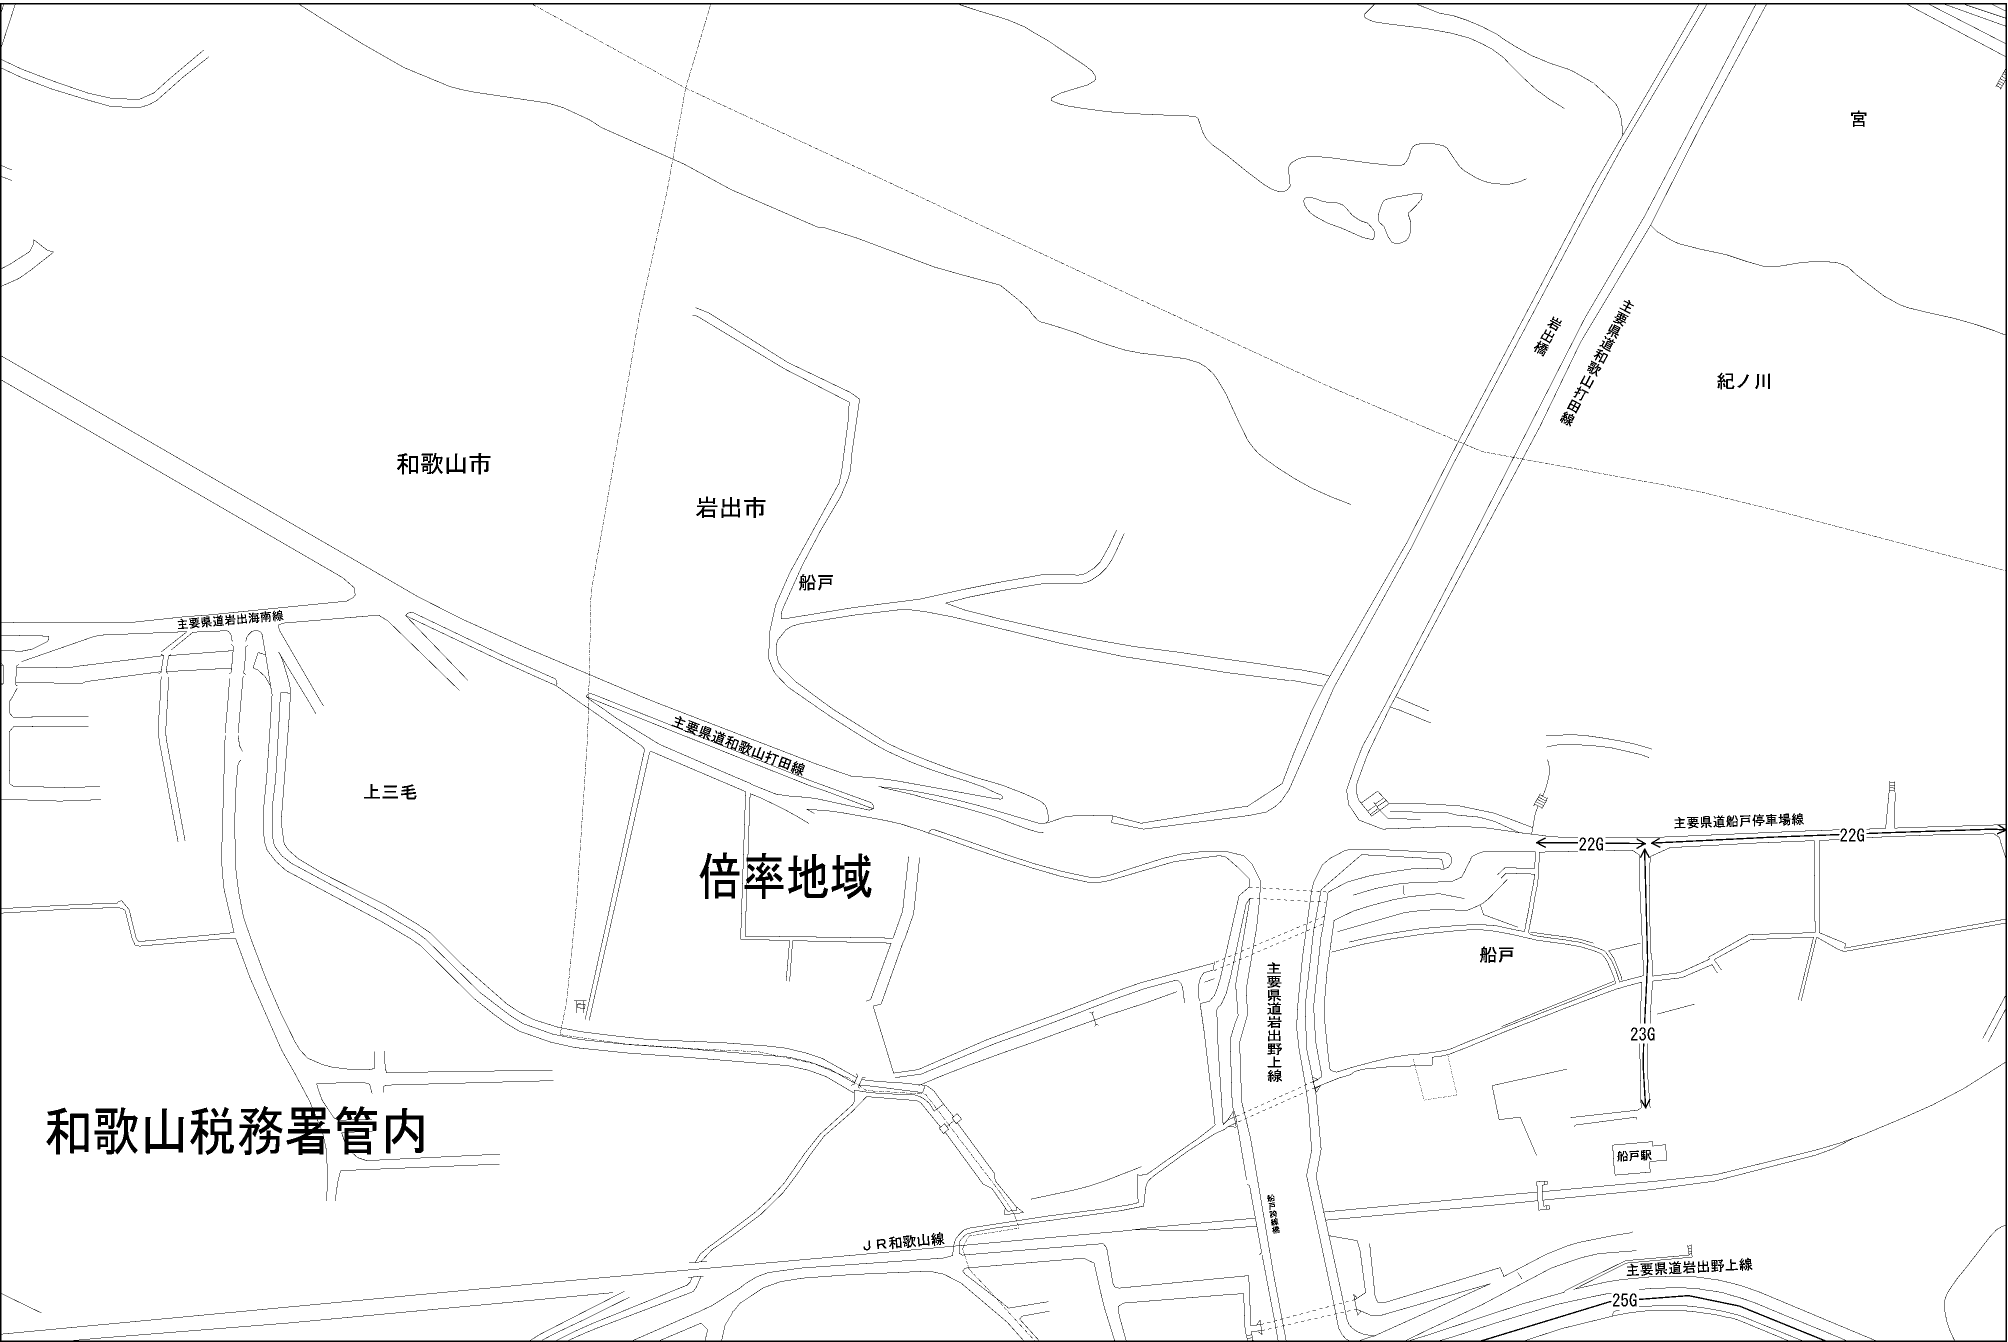 宮
岩出橋
主要県道和歌山打田線
紀ノ川
和歌山市
岩出市
船戸
主要県道岩出海南線
主要県道和歌山打田線
上三毛
主要県道船戸停車場線
22G
22G
倍率地域
船戸
主要県道岩出野上線
23G
和歌山税務署管内
船戸駅
船戸跨線橋
ＪＲ和歌山線
主要県道岩出野上線
25G